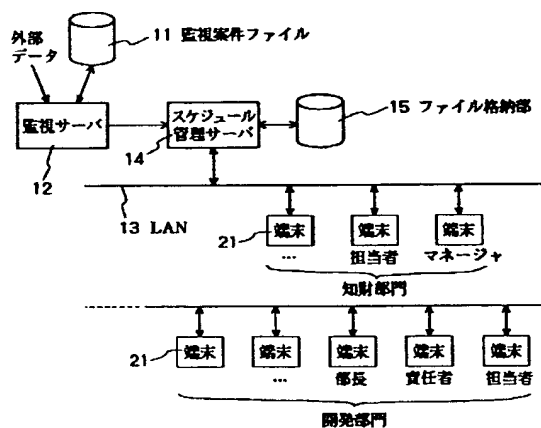 外部
データ
11 監視案件ファイル
監視サーバ
12
スケジュール
管理サーバ
14
15 ファイル格納部
13 LAN
21
端末
端末
端末
…
担当者
マネージャ
知財部門
21
端末
端末
端末
端末
端末
…
部長
責任者
担当者
開発部門